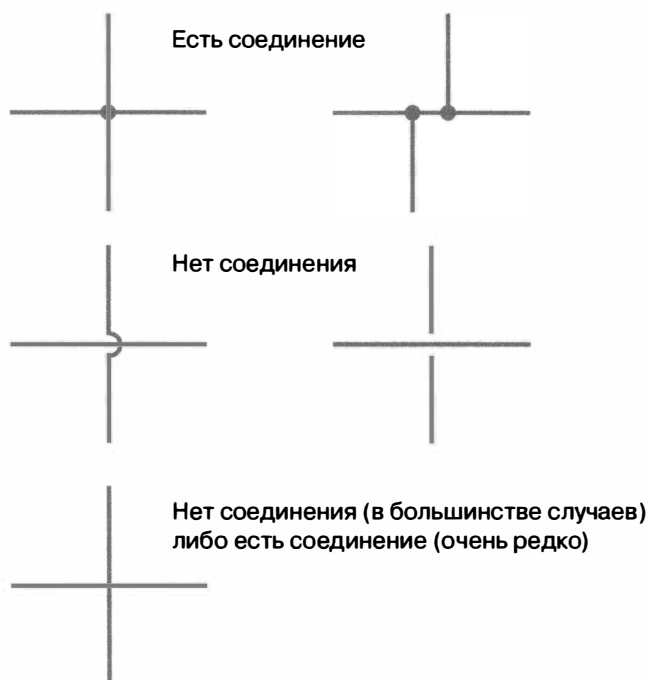 Есть соединение
Нет соединения
Нет соединения (в большинстве случаев)
либо есть соединение (очень редко)